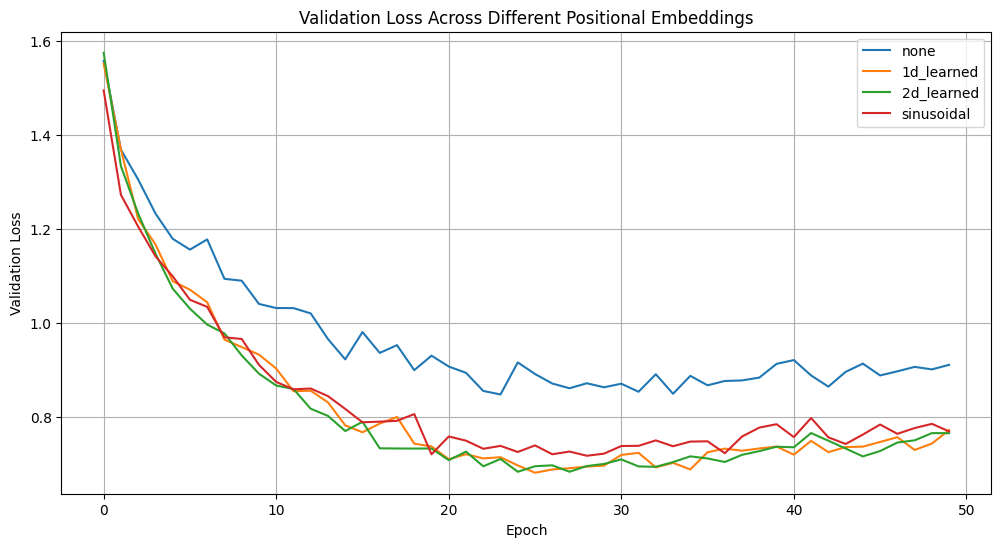 Validation Loss Across Different Positional Embeddings
none
1d_learned
2d_learned
sinusoidal
Validation Loss
1.6
1.4
1.2
1.0
0.8
0
10
20
30
40
50
Epoch